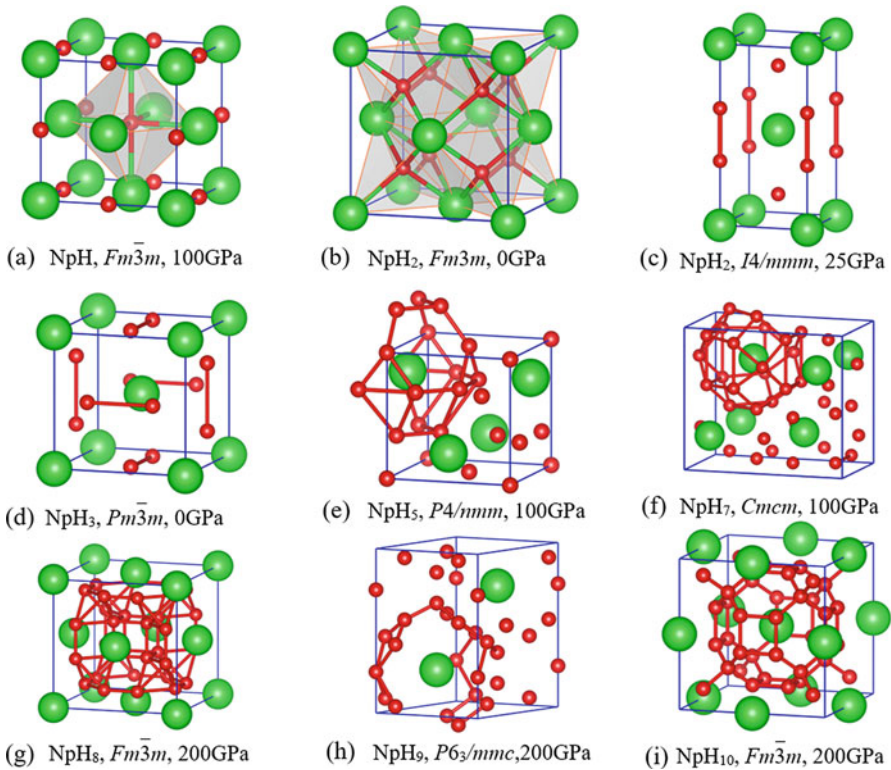 (a) NpH, Fm3̅m, 100GPa
(b) NpH₂, Fm3m, 0GPa
(c) NpH₂, I4/mmm, 25GPa
(d) NpH₃, Pm3̅m, 0GPa
(e) NpH₅, P4/nmm, 100GPa
(f) NpH₇, Cmcm, 100GPa
(g) NpH₈, Fm3̅m, 200GPa
(h) NpH₉, P6₃/mmc,200GPa
(i) NpH₁₀, Fm3̅m, 200GPa